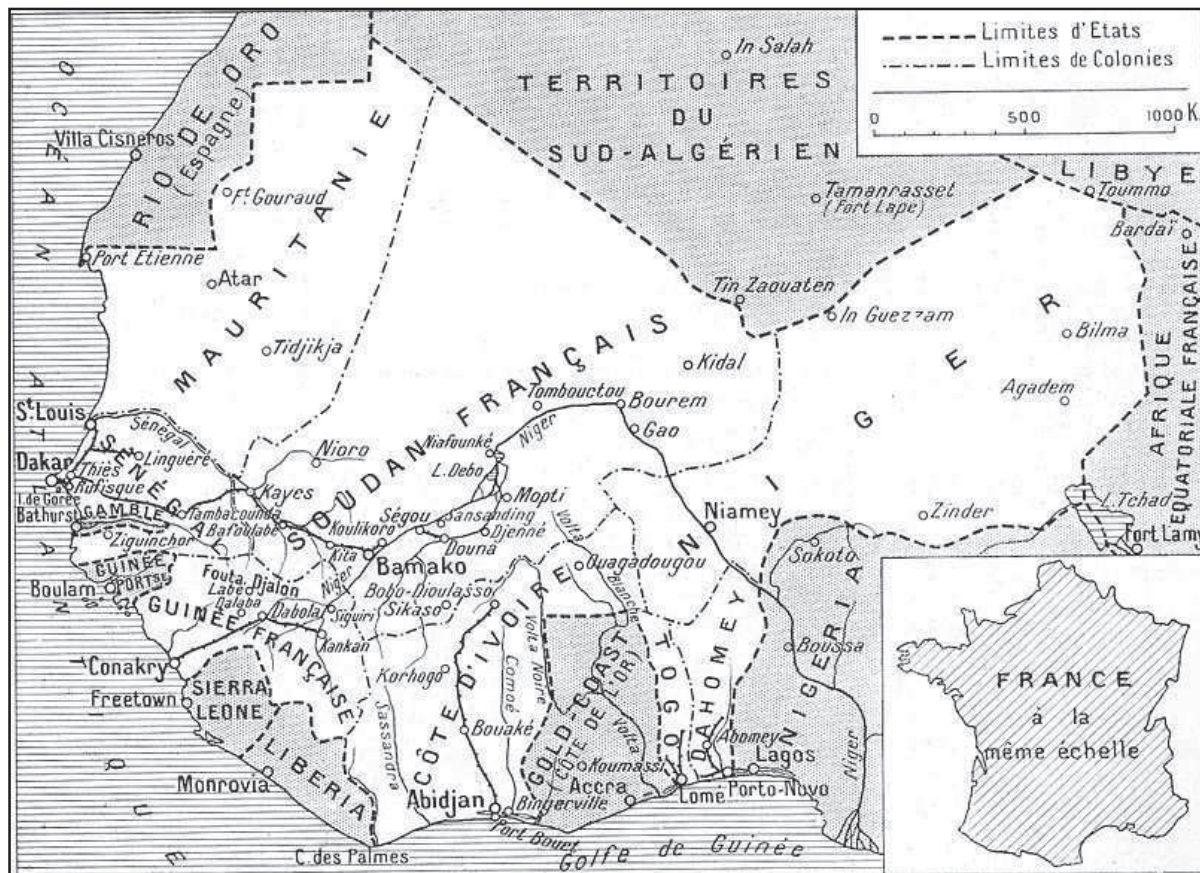 Limites d'Etats
Limites de Colonies
0 500 1000 K.
OCÉAN ATLANTIQUE
RIO DE ORO
(Espagne)
Villa Cisneros
Ft. Gouraud
Port Etienne
MAURITANIE
Atar
Tidjikja
TERRITOIRES
DU
SUD-ALGÉRIEN
In Salah
Tamanrasset
(Fort Lape)
Tin Zaouaten
In Guezzam
LIBYE
Toummo
Bardaï
AFRIQUE
ÉQUATORIALE FRANÇAISE
NIGER
Bilma
Agadem
Zinder
Niamey
L. Tchad
Fort Lamy
SOUDAN FRANÇAIS
Kidal
Tombouctou
Bourem
Gao
Niger
Niafounké
L. Debo
Mopti
Nioro
Kayes
Bafoulabe
Kita
Koulikoro
Ségou
Sansanding
Djenné
Douna
Bamako
Niger
Sikaso
St. Louis
Sénégal
Linguère
SÉNÉGAL
Dakar
Thiès
Rufisque
I. de Gorée
Tambacounda
Bathurst
GAMBIE
Ziguinchor
GUINÉE
PORTSE
Boulam
Fouta-Djalon
Labé
Dalaba
Dabola
Siguiri
Kankan
GUINÉE FRANÇAISE
Conakry
Freetown
SIERRA
LEONE
LIBERIA
Monrovia
C. des Palmes
CÔTE D'IVOIRE
Bobo-Dioulasso
Ouagadougou
Volta Blanche
Volta Noire
Korhogo
Comoé
Sassandra
Bouaké
Abidjan
Bingerville
Port Bouet
GOLD-COAST
(CÔTE DE L'OR)
Volta
Koumassi
Accra
TOGO
Lomé
DAHOMEY
Abomey
Porto-Novo
NIGERIA
Sokoto
Boussa
Lagos
Niger
Golfe de Guinée
FRANCE
à la
même échelle